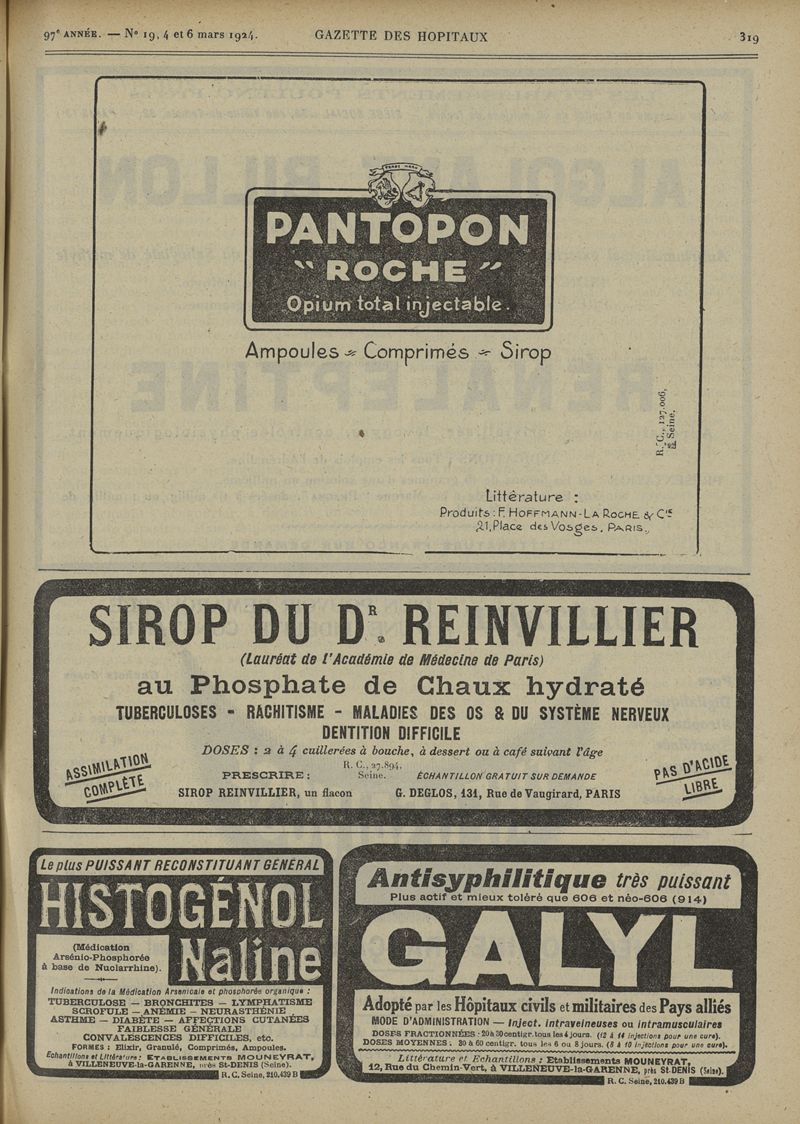 97e ANNÉE. — No 19, 4 et 6 mars 1924.
GAZETTE DES HOPITAUX
319
PANTOPON
"ROCHE"
Opium total injectable.
Ampoules Comprimés Sirop
R. C., 127.006,
Seine.
Littérature :
Produits : F. HOFFMANN-LA ROCHE & Cie
21, Place des Vosges, PARIS.
SIROP DU DR. REINVILLIER
(Lauréat de l'Académie de Médecine de Paris)
au Phosphate de Chaux hydraté
TUBERCULOSES - RACHITISME - MALADIES DES OS & DU SYSTÈME NERVEUX
DENTITION DIFFICILE
DOSES : 2 à 4 cuillerées à bouche, à dessert ou à café suivant l'âge
ASSIMILATION
COMPLÈTE
R. C., 27.894,
Seine.
PRESCRIRE :
ÉCHANTILLON GRATUIT SUR DEMANDE
SIROP REINVILLIER, un flacon
G. DEGLOS, 131, Rue de Vaugirard, PARIS
PAS D'ACIDE
LIBRE
Le plus PUISSANT RECONSTITUANT GÉNÉRAL
HISTOGÉNOL
Naline
(Médication
Arsénio-Phosphorée
à base de Nuclarrhine).
Indications de la Médication Arsenicale et phosphorée organique :
TUBERCULOSE — BRONCHITES — LYMPHATISME
SCROFULE — ANÉMIE — NEURASTHÉNIE
ASTHME — DIABÈTE — AFFECTIONS CUTANÉES
FAIBLESSE GÉNÉRALE
CONVALESCENCES DIFFICILES, etc.
FORMES : Elixir, Granulé, Comprimés, Ampoules.
Echantillons et Littérature : ETABLISSEMENTS MOUNEYRAT,
à VILLENEUVE-la-GARENNE, près St-DENIS (Seine).
R. C. Seine, 210.439 B
Antisyphilitique très puissant
Plus actif et mieux toléré que 606 et néo-606 (914)
GALYL
Adopté par les Hôpitaux civils et militaires des Pays alliés
MODE D'ADMINISTRATION — Inject. intraveineuses ou intramusculaires
DOSES FRACTIONNÉES : 20 à 30 centigr. tous les 4 jours. (12 à 14 injections pour une cure).
DOSES MOYENNES : 30 à 60 centigr. tous les 6 ou 8 jours. (8 à 10 injections pour une cure).
Littérature et Echantillons : Etablissements MOUNEYRAT,
12, Rue du Chemin-Vert, à VILLENEUVE-la-GARENNE, près St-DENIS (Seine).
R. C. Seine, 210.439 B